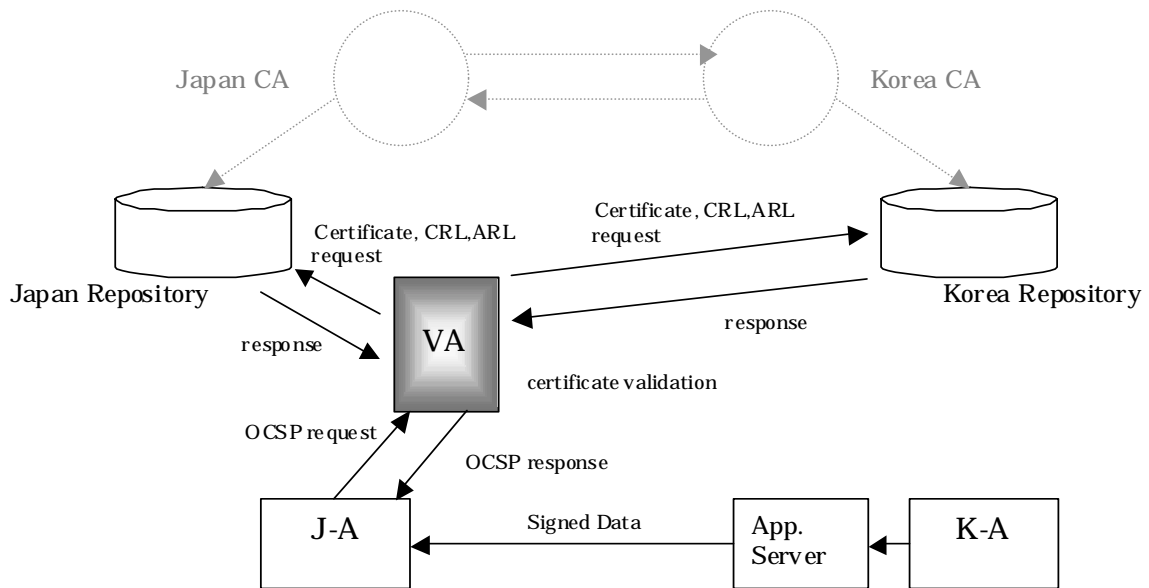 Japan CA
Korea CA
Certificate, CRL,ARL
request
Certificate, CRL,ARL
request
Japan Repository
Korea Repository
response
VA
response
certificate validation
OCSP request
OCSP response
J-A
Signed Data
App.
Server
K-A